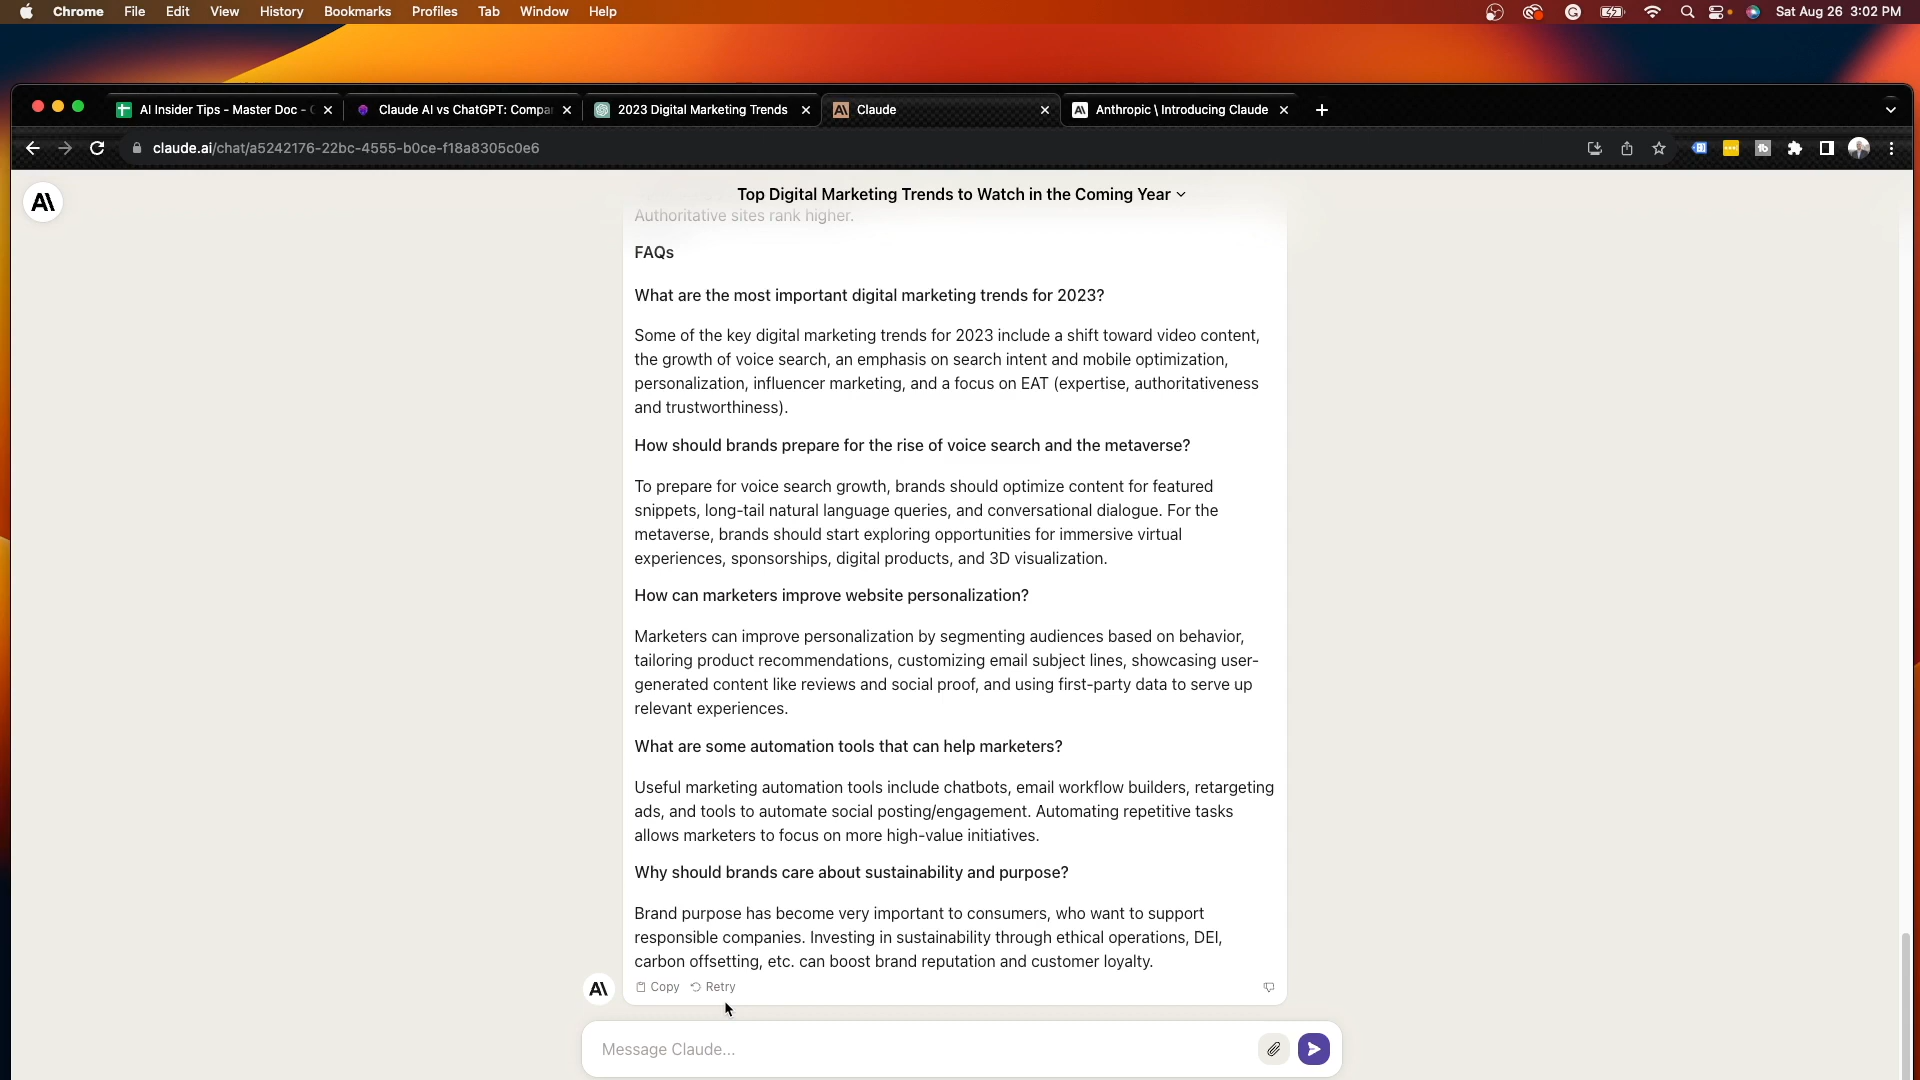 Chrome File Edit View History Bookmarks Profiles Tab Window Help Sat Aug 26 3:02 PM
AI Insider Tips - Master Doc - Claude AI vs ChatGPT: Compa 2023 Digital Marketing Trends Claude Anthropic \ Introducing Claude
claude.ai/chat/a5242176-22bc-4555-b0ce-f18a8305c0e6
Top Digital Marketing Trends to Watch in the Coming Year
Authoritative sites rank higher.
FAQs
What are the most important digital marketing trends for 2023?
Some of the key digital marketing trends for 2023 include a shift toward video content,
the growth of voice search, an emphasis on search intent and mobile optimization,
personalization, influencer marketing, and a focus on EAT (expertise, authoritativeness
and trustworthiness).
How should brands prepare for the rise of voice search and the metaverse?
To prepare for voice search growth, brands should optimize content for featured
snippets, long-tail natural language queries, and conversational dialogue. For the
metaverse, brands should start exploring opportunities for immersive virtual
experiences, sponsorships, digital products, and 3D visualization.
How can marketers improve website personalization?
Marketers can improve personalization by segmenting audiences based on behavior,
tailoring product recommendations, customizing email subject lines, showcasing user-
generated content like reviews and social proof, and using first-party data to serve up
relevant experiences.
What are some automation tools that can help marketers?
Useful marketing automation tools include chatbots, email workflow builders, retargeting
ads, and tools to automate social posting/engagement. Automating repetitive tasks
allows marketers to focus on more high-value initiatives.
Why should brands care about sustainability and purpose?
Brand purpose has become very important to consumers, who want to support
responsible companies. Investing in sustainability through ethical operations, DEI,
carbon offsetting, etc. can boost brand reputation and customer loyalty.
Copy Retry
Message Claude...